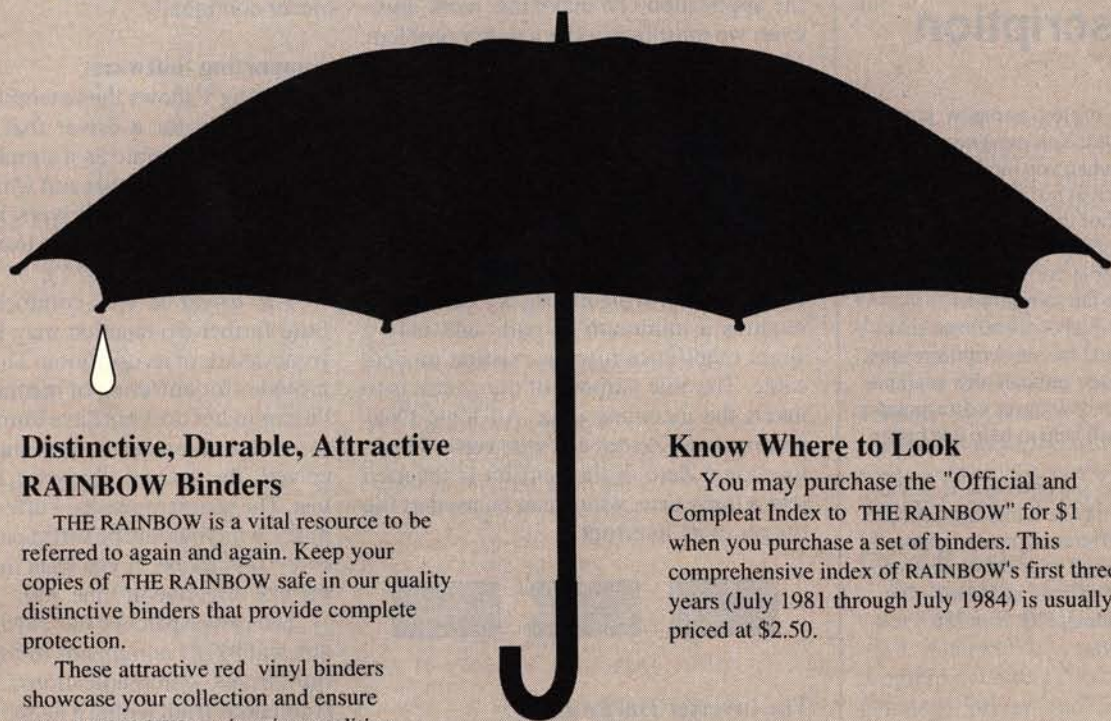 Distinctive, Durable, Attractive
RAINBOW Binders
THE RAINBOW is a vital resource to be
referred to again and again. Keep your
copies of THE RAINBOW safe in our quality
distinctive binders that provide complete
protection.
These attractive red vinyl binders
showcase your collection and ensure
Know Where to Look
You may purchase the "Official and
Compleat Index to THE RAINBOW" for $1
when you purchase a set of binders. This
comprehensive index of RAINBOW's first three
years (July 1981 through July 1984) is usually
priced at $2.50.